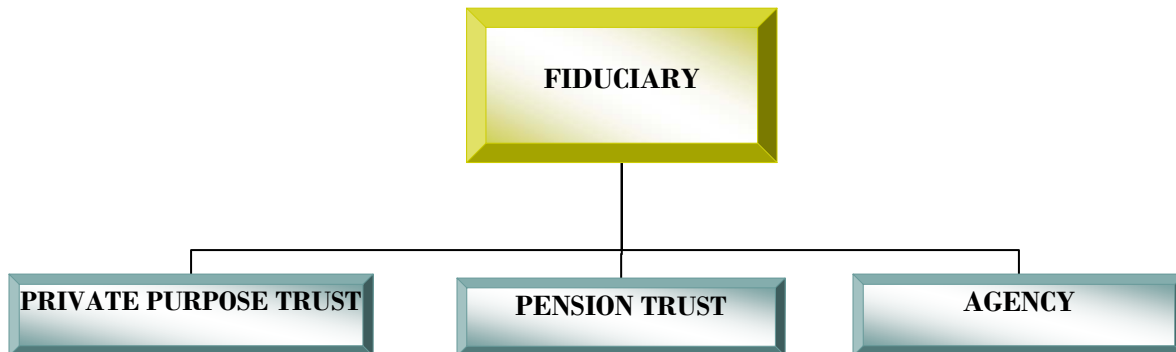 FIDUCIARY
PRIVATE PURPOSE TRUST
PENSION TRUST
AGENCY